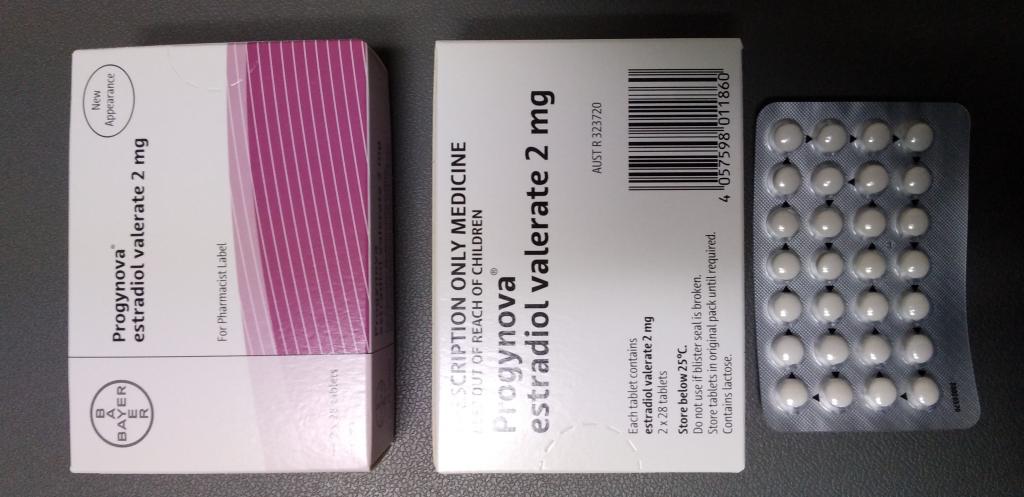 New
Appearance
Progynova®
estradiol valerate 2 mg
For Pharmacist Label
BAYER
BAYER
2 x 28 tablets
SCRIPTION ONLY MEDICINE
OUT OF REACH OF CHILDREN
Progynova®
estradiol valerate 2 mg
AUST R 323720
Each tablet contains
estradiol valerate 2 mg
2 x 28 tablets
Store below 25°C.
Do not use if blister seal is broken.
Store tablets in original pack until required.
Contains lactose.
4 057598 011860